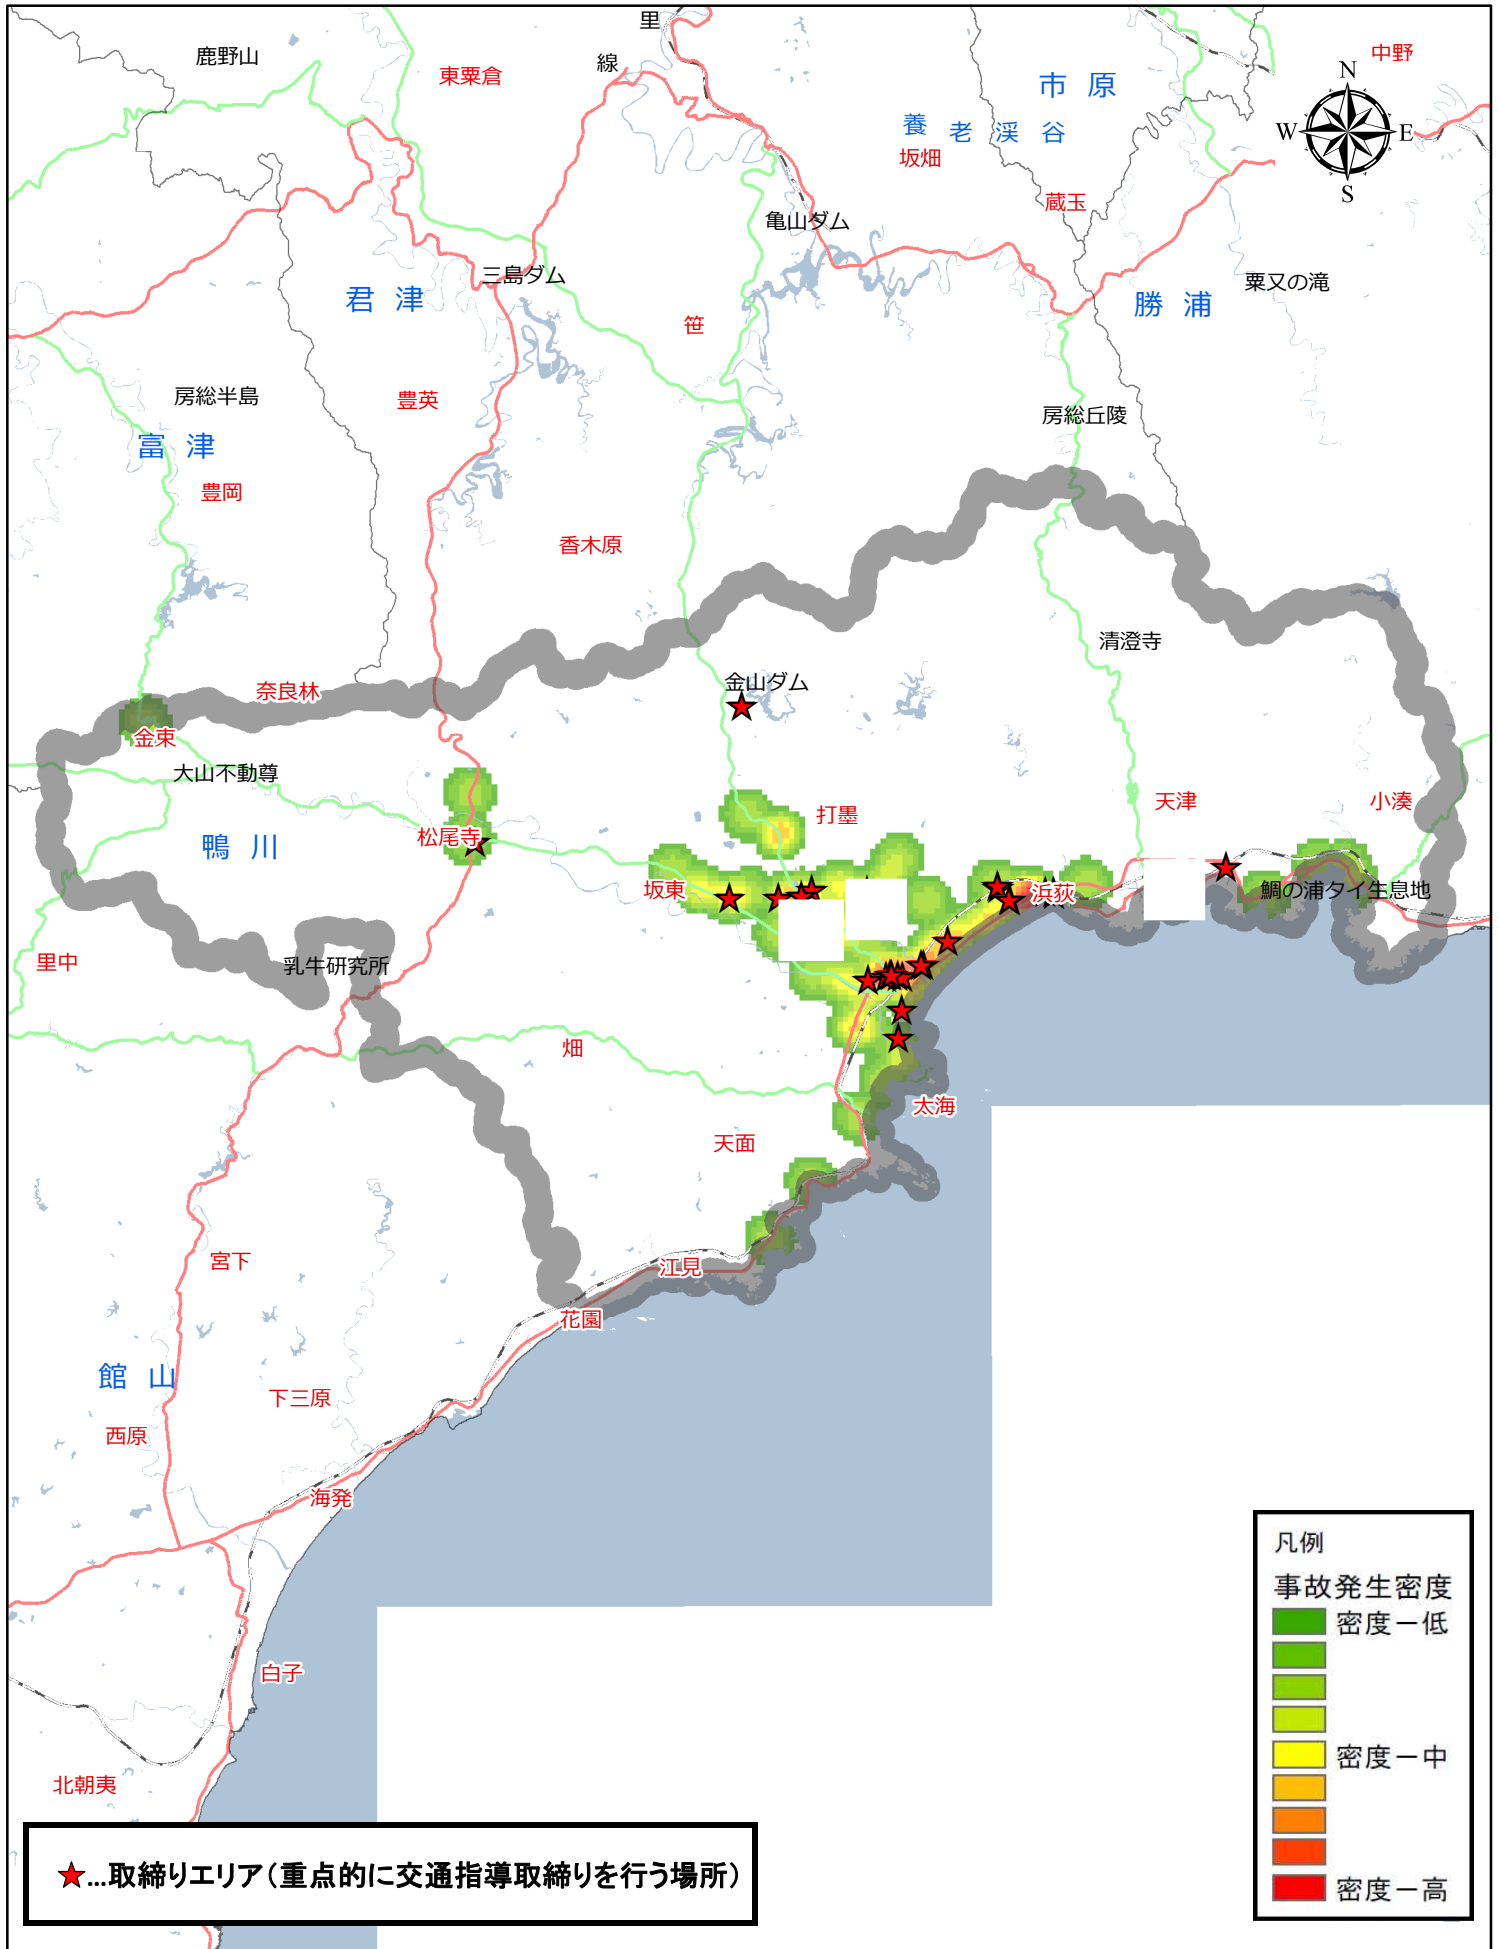 里
鹿野山
線
東粟倉
中野
市原
N
養老渓谷
W
E
坂畑
S
蔵玉
亀山ダム
三島ダム
粟又の滝
君津
勝浦
笹
房総半島
豊英
房総丘陵
富津
豊岡
香木原
清澄寺
奈良林
金山ダム
金束
大山不動尊
天津
小湊
打墨
松尾寺
鴨川
坂東
浜荻
鯛の浦タイ生息地
里中
乳牛研究所
畑
太海
天面
宮下
江見
花園
館山
下三原
西原
海発
白子
北朝夷
凡例
事故発生密度
密度－低
密度－中
密度－高
★…取締りエリア（重点的に交通指導取締りを行う場所）